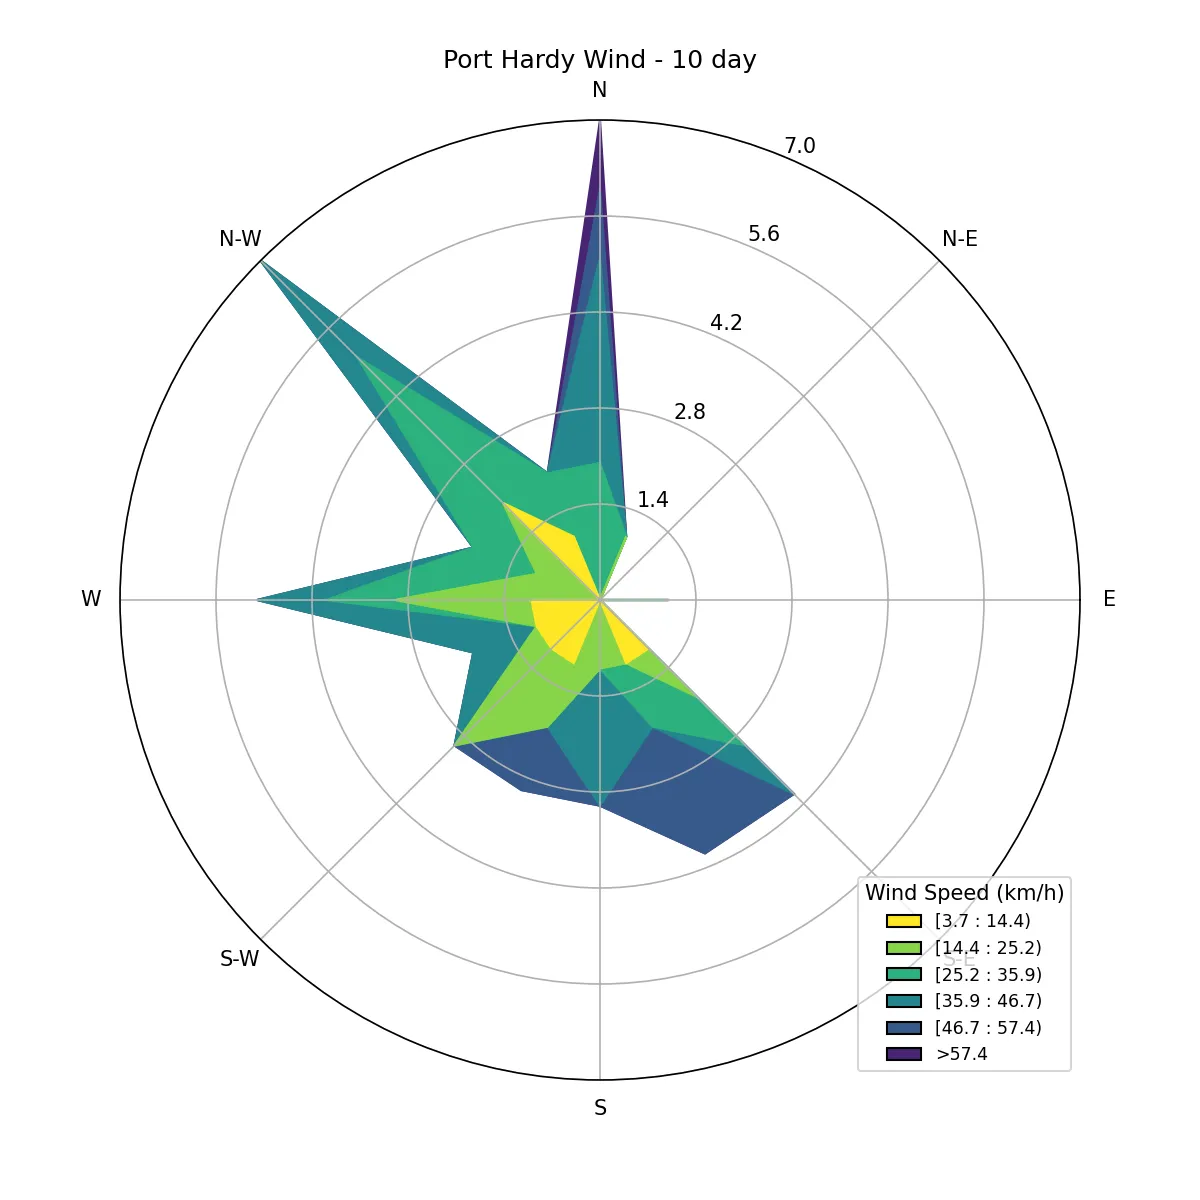 Port Hardy Wind - 10 day
N
7.0
N-W
5.6
N-E
4.2
2.8
1.4
W
E
Wind Speed (km/h)
[3.7 : 14.4)
[14.4 : 25.2)
S-W
S-E
[25.2 : 35.9)
[35.9 : 46.7)
[46.7 : 57.4)
>57.4
S